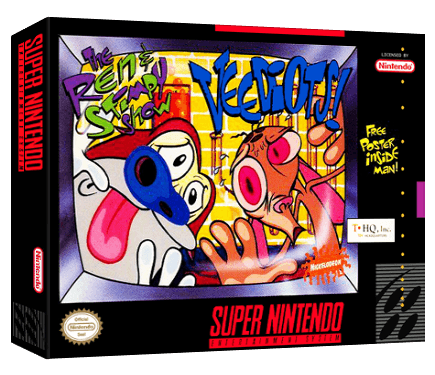 SUPER NINTENDO
Nintendo
THE
REN &
STIMPY
SHOW
VEEDIOTS!
LICENSED BY
Nintendo
FREE
POSTER
INSIDE
MAN!
T•HQ, Inc.
NICKELODEON
Official
Nintendo
Seal
SUPER NINTENDO
ENTERTAINMENT SYSTEM